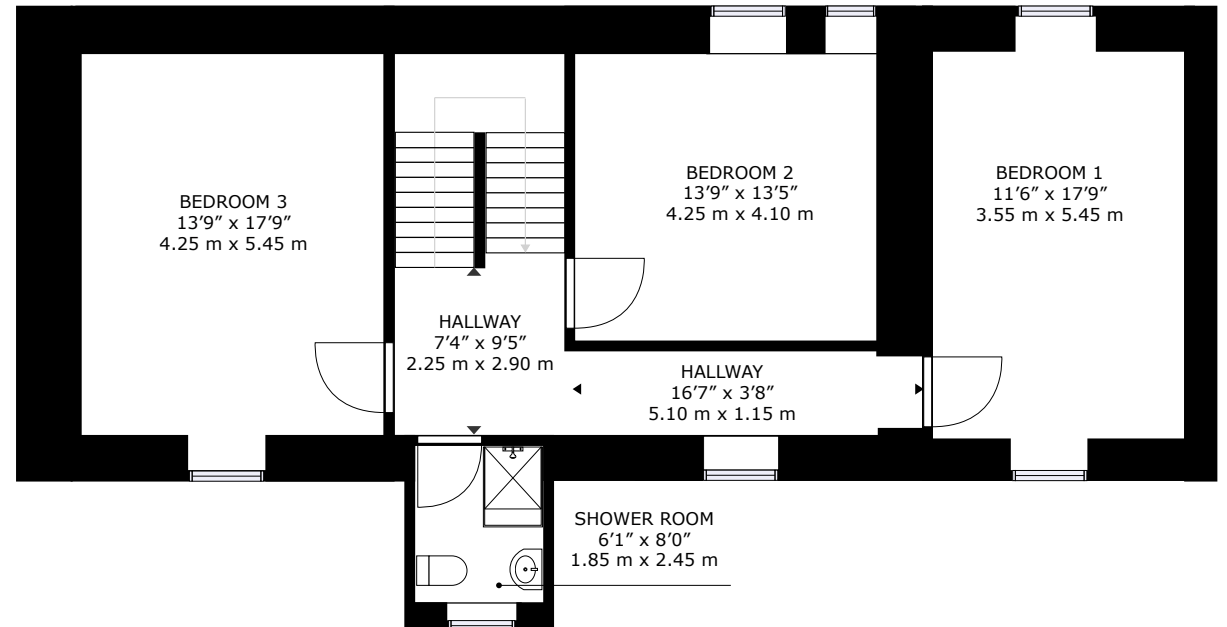 BEDROOM 3
13’9” x 17’9”
4.25 m x 5.45 m
HALLWAY
7’4” x 9’5”
2.25 m x 2.90 m
BEDROOM 2
13’9” x 13’5”
4.25 m x 4.10 m
BEDROOM 1
11’6” x 17’9”
3.55 m x 5.45 m
HALLWAY
16’7” x 3’8”
5.10 m x 1.15 m
SHOWER ROOM
6’1” x 8’0”
1.85 m x 2.45 m